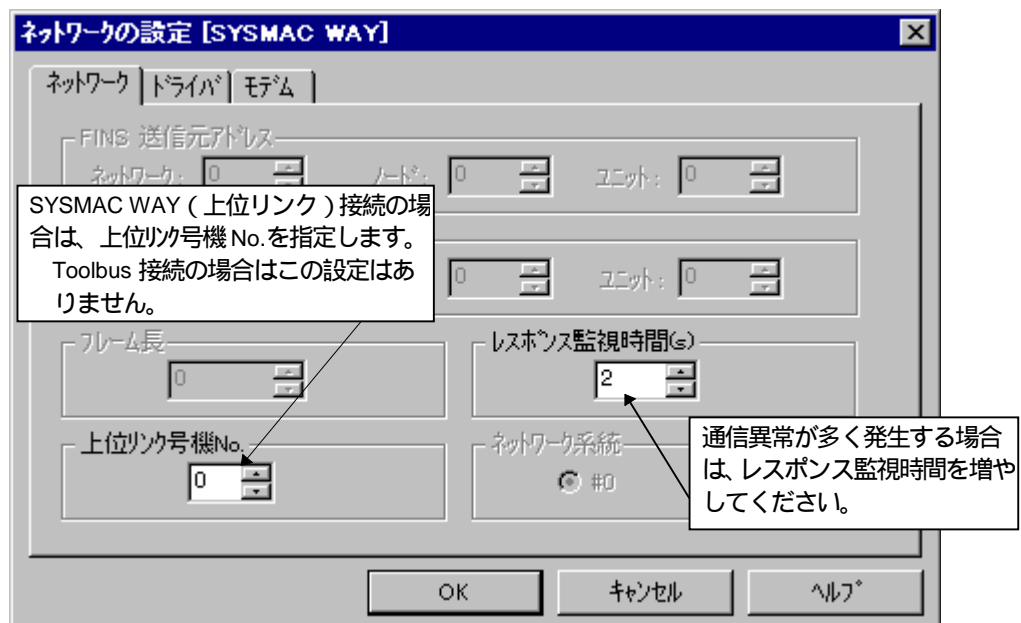 ネットワークの設定 [SYSMAC WAY]
ネットワーク ドライバ モデム
FINS 送信元アドレス
ネットワーク: 0 ノード: 0 ユニット: 0
SYSMAC WAY ( 上位リンク ) 接続の場
合は、上位リンク号機 No.を指定します。
Toolbus 接続の場合はこの設定はあ
りません。
0 ユニット: 0
フレーム長
0
レスポンス監視時間(s)
2
上位リンク号機No.
0
ネットワーク系統
#0
通信異常が多く発生する場合
は、レスポンス監視時間を増や
してください。
OK キャンセル ヘルプ